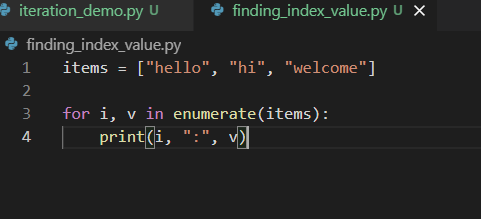 iteration_demo.py U
finding_index_value.py U
finding_index_value.py
1 items = ["hello", "hi", "welcome"]
2
3 for i, v in enumerate(items):
4     print(i, ":", v)